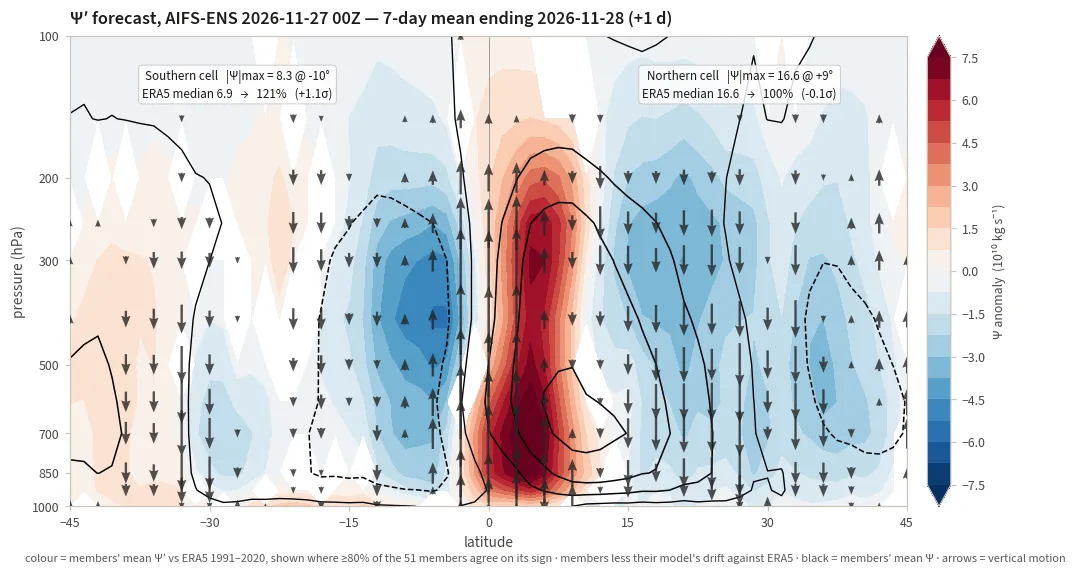 Ψ′ forecast, AIFS-ENS 2026-11-27 00Z — 7-day mean ending 2026-11-28 (+1 d)
Southern cell |Ψ|max = 8.3 @ -10°
ERA5 median 6.9 → 121% (+1.1σ)
Northern cell |Ψ|max = 16.6 @ +9°
ERA5 median 16.6 → 100% (-0.1σ)
100
200
300
500
700
850
1000
pressure (hPa)
−45
−30
−15
0
15
30
45
latitude
7.5
6.0
4.5
3.0
1.5
0.0
−1.5
−3.0
−4.5
−6.0
−7.5
Ψ anomaly (10¹⁰ kg s⁻¹)
colour = members' mean Ψ′ vs ERA5 1991–2020, shown where ≥80% of the 51 members agree on its sign · members less their model's drift against ERA5 · black = members' mean Ψ · arrows = vertical motion